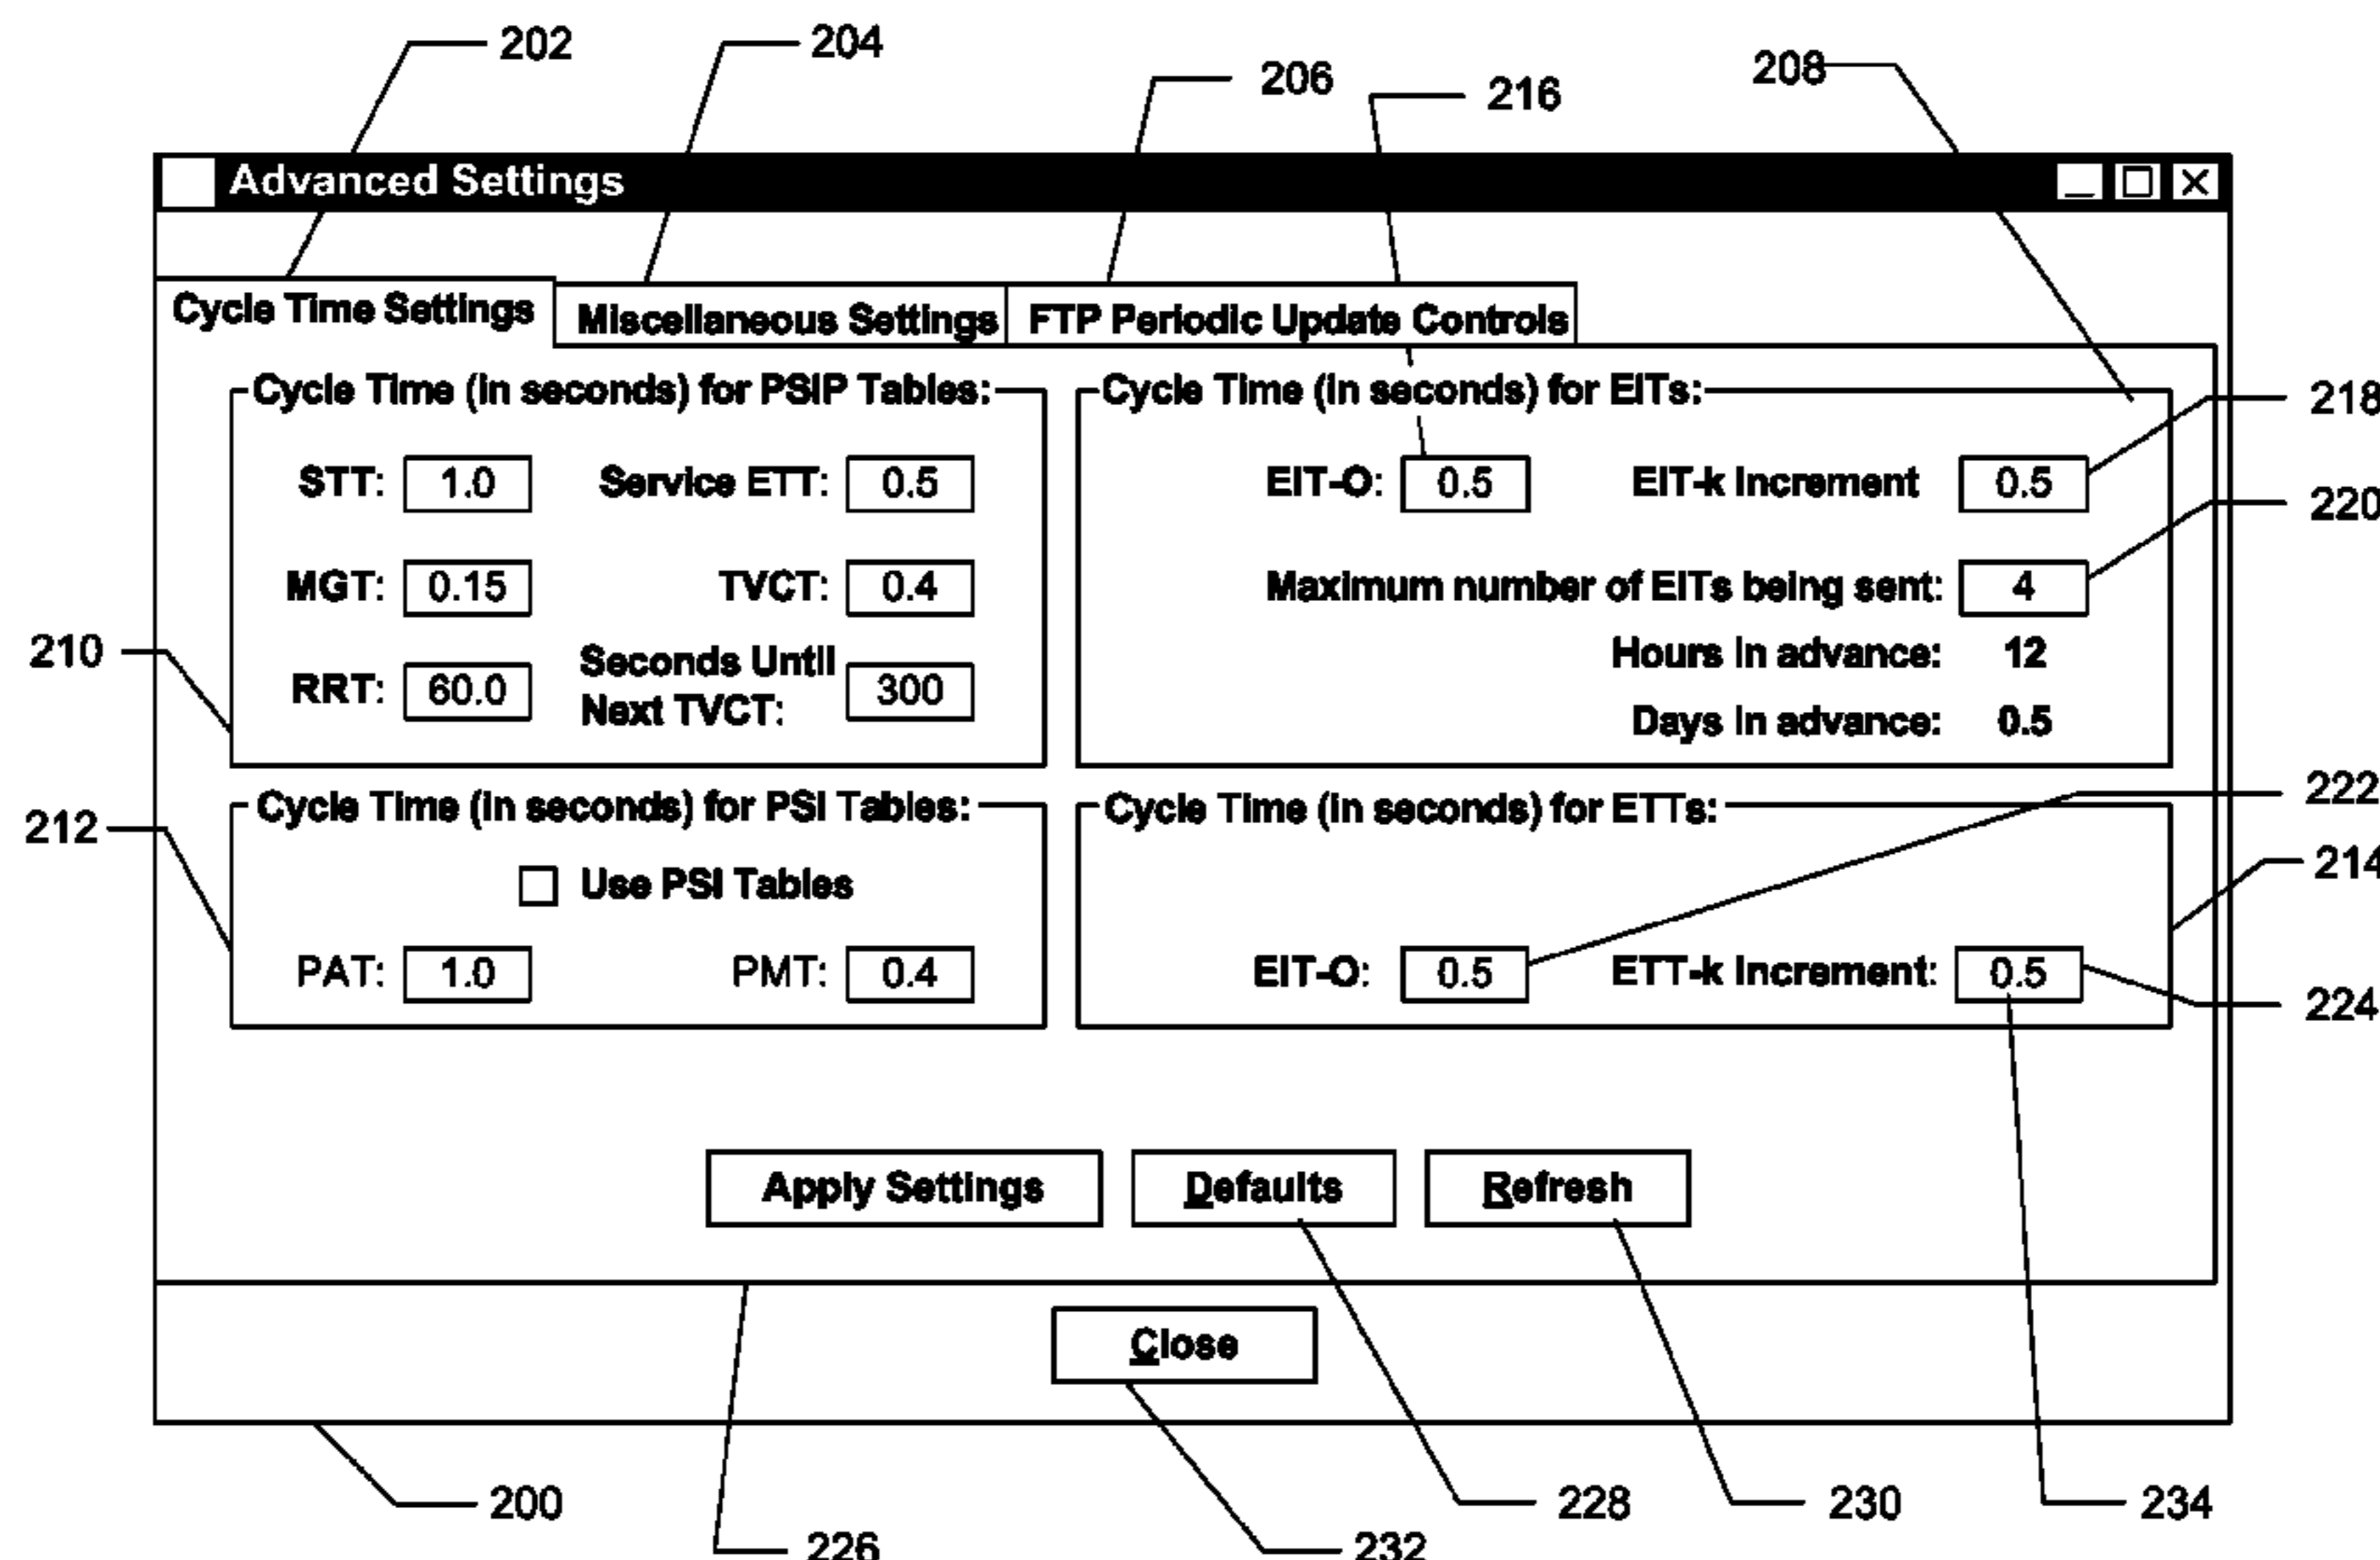 202
204
206
216
208
Advanced Settings
Cycle Time Settings
Miscellaneous Settings
FTP Periodic Update Controls
Cycle Time (in seconds) for PSIP Tables:
STT: 1.0 Service ETT: 0.5
MGT: 0.15 TVCT: 0.4
RRT: 60.0 Seconds Until
Next TVCT: 300
Cycle Time (in seconds) for EITs:
EIT-O: 0.5 EIT-k Increment 0.5
Maximum number of EITs being sent: 4
Hours in advance: 12
Days in advance: 0.5
218
220
210
212
Cycle Time (in seconds) for PSI Tables:
Use PSI Tables
PAT: 1.0 PMT: 0.4
Cycle Time (in seconds) for ETTs:
EIT-O: 0.5 ETT-k Increment: 0.5
222
214
224
Apply Settings
Defaults
Refresh
Close
200
226
232
228
230
234